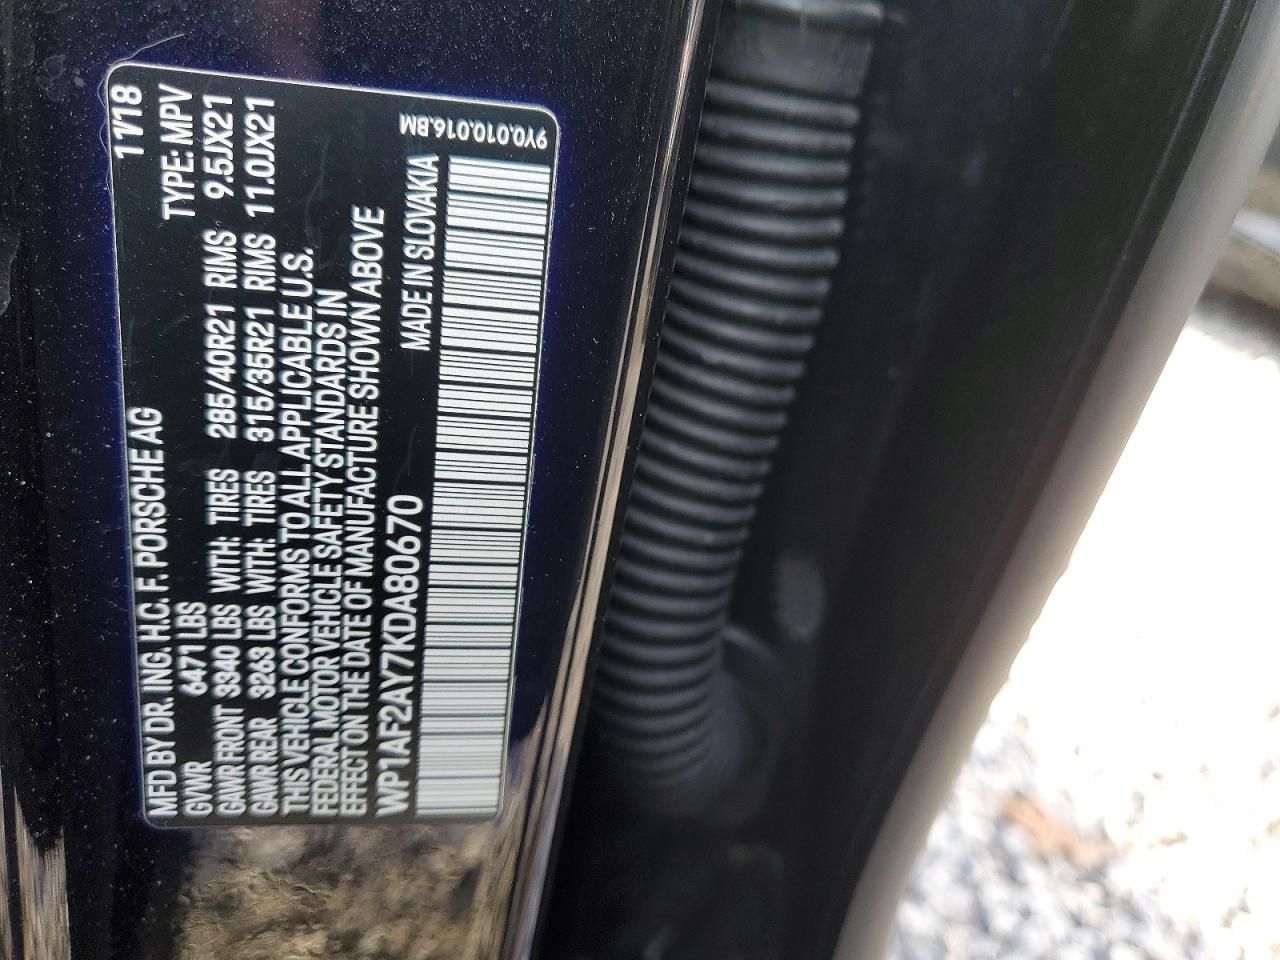 MFD BY DR. ING. H.C. F. PORSCHE AG 11/18
GVWR 6471 LBS TYPE: MPV
GAWR FRONT 3340 LBS WITH: TIRES 285/40R21 RIMS 9.5JX21
GAWR REAR 3263 LBS WITH: TIRES 315/35R21 RIMS 11.0JX21
THIS VEHICLE CONFORMS TO ALL APPLICABLE U.S.
FEDERAL MOTOR VEHICLE SAFETY STANDARDS IN
EFFECT ON THE DATE OF MANUFACTURE SHOWN ABOVE
WP1AF2AY7KDA80670 MADE IN SLOVAKIA
9Y0.010.016.BM